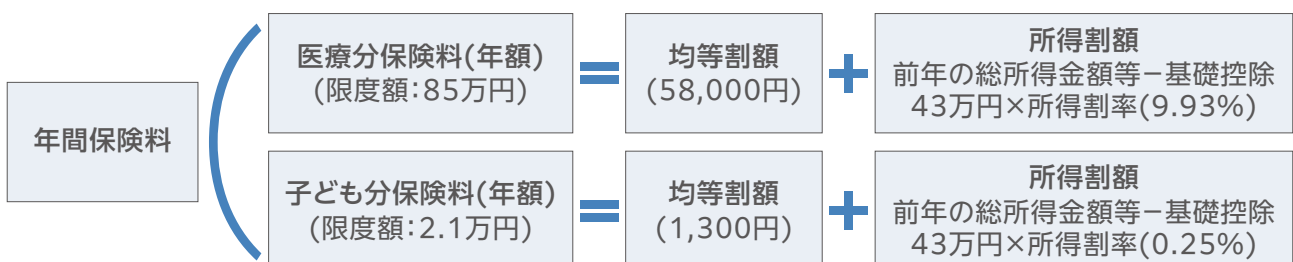 年間保険料
医療分保険料(年額)
(限度額:85万円)
=
均等割額
(58,000円)
+
所得割額
前年の総所得金額等−基礎控除
43万円×所得割率(9.93%)
子ども分保険料(年額)
(限度額:2.1万円)
=
均等割額
(1,300円)
+
所得割額
前年の総所得金額等−基礎控除
43万円×所得割率(0.25%)